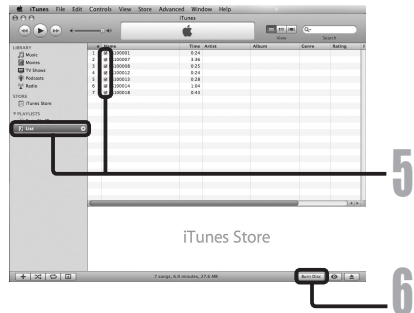 iTunes File Edit Controls View Store Advanced Window Help
iTunes
View Search
LIBRARY
Music
Movies
TV Shows
Podcasts
Radio
STORE
iTunes Store
PLAYLISTS
List
Name Time Artist Album Genre Rating
1 100001 0:24
2 100007 3:36
3 100008 0:25
4 100012 0:24
5 100013 0:28
6 100014 1:04
7 100018 0:43
5
iTunes Store
7 songs, 6.9 minutes, 27.6 MB
Burn Disc
6